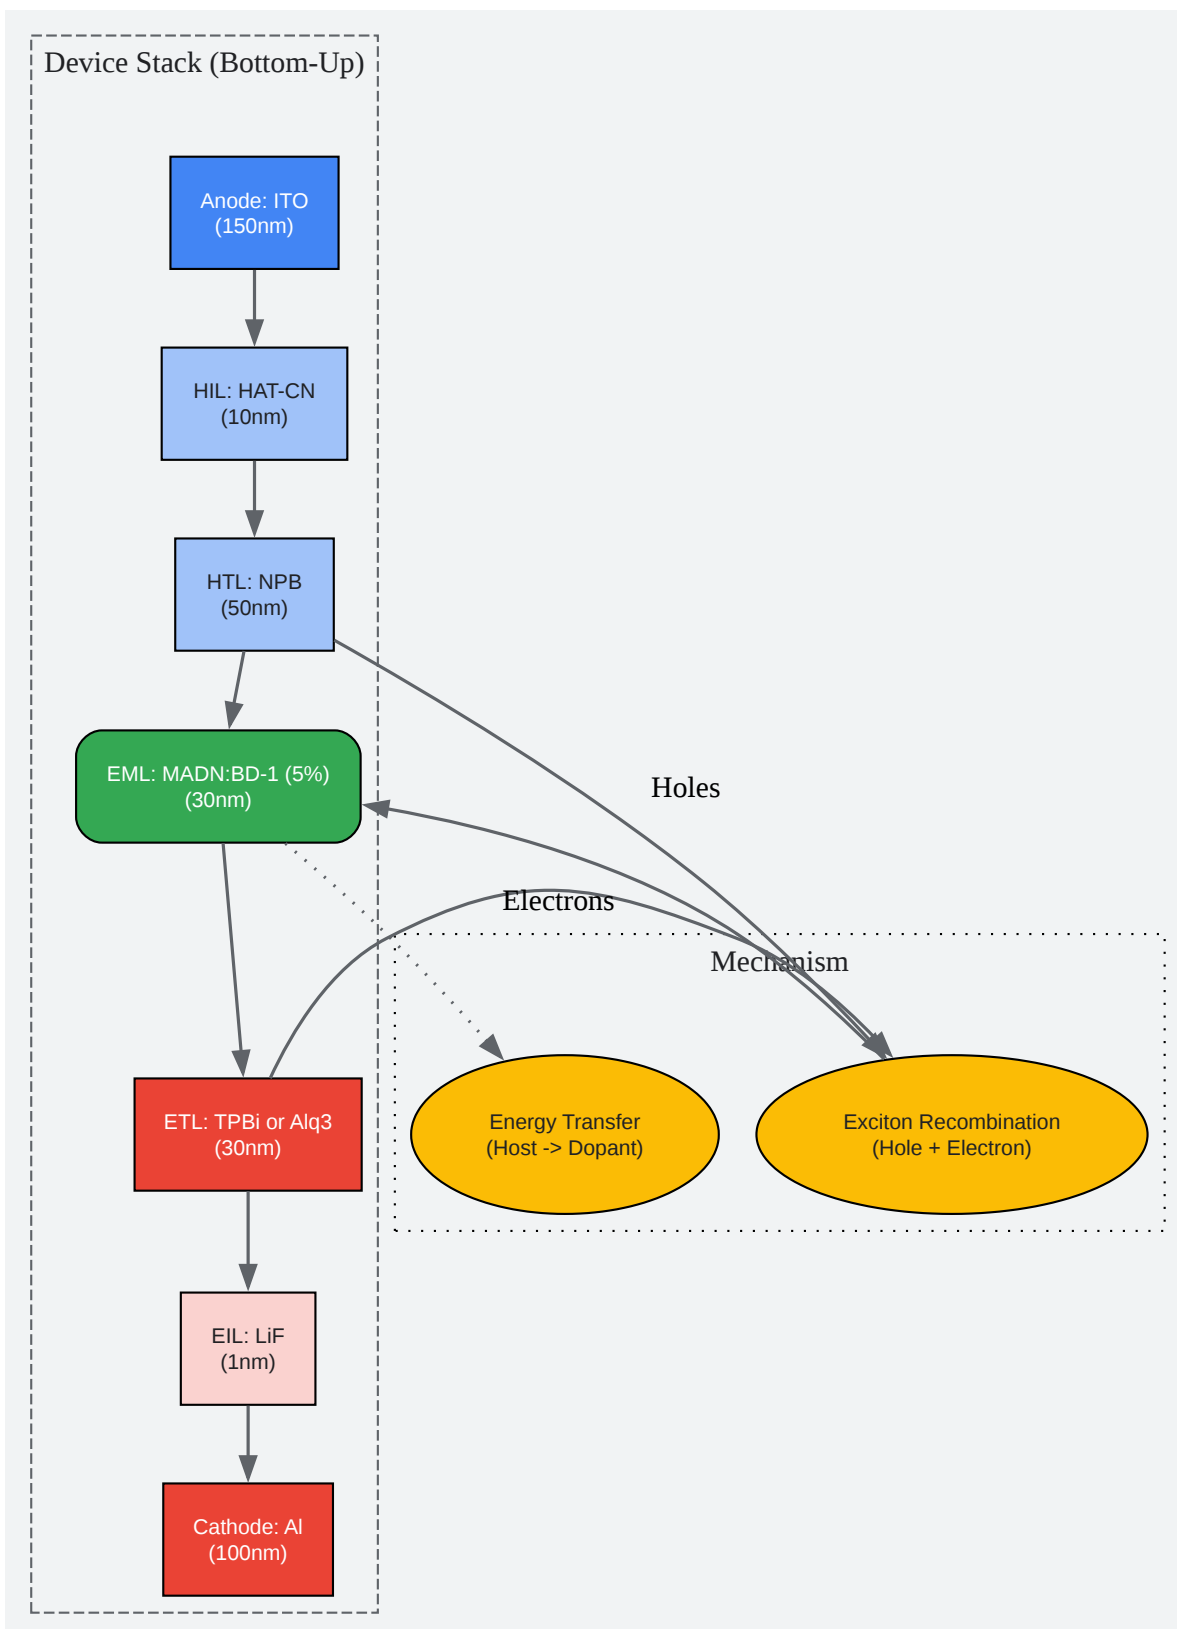 Device Stack (Bottom-Up)
Anode: ITO
(150nm)
HIL: HAT-CN
(10nm)
HTL: NPB
(50nm)
EML: MADN:BD-1 (5%)
(30nm)
Holes
Electrons
Mechanism
ETL: TPBi or Alq3
(30nm)
Energy Transfer
(Host -> Dopant)
Exciton Recombination
(Hole + Electron)
EIL: LiF
(1nm)
Cathode: Al
(100nm)